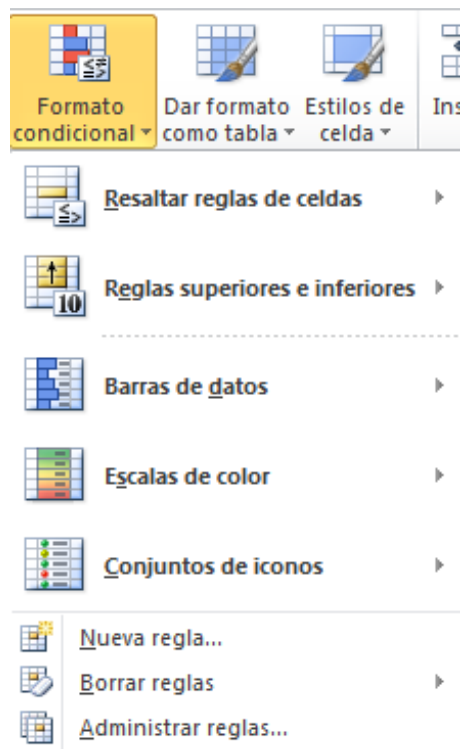 Formato Dar formato Estilos de Ins
condicional como tabla celda
Resaltar reglas de celdas
Reglas superiores e inferiores
10
Barras de datos
Escalas de color
Conjuntos de iconos
Nueva regla...
Borrar reglas
Administrar reglas...